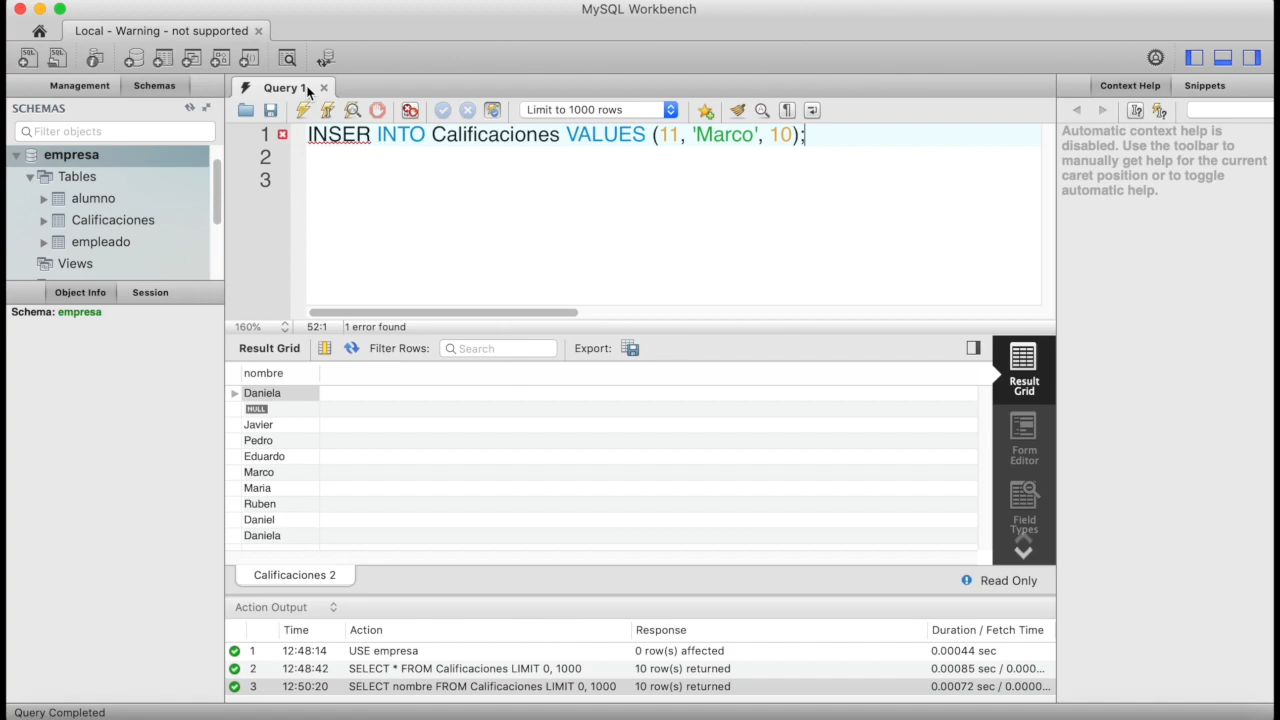 MySQL Workbench
Local - Warning - not supported
Management
Schemas
SCHEMAS
Filter objects
empresa
Tables
alumno
Calificaciones
empleado
Views
Object Info
Session
Schema: empresa
Query 1
Limit to 1000 rows
1 INSER INTO Calificaciones VALUES (11, 'Marco', 10);
2
3
160%
52:1
1 error found
Result Grid
Filter Rows:
Search
Export:
nombre
Daniela
NULL
Javier
Pedro
Eduardo
Marco
Maria
Ruben
Daniel
Daniela
Result
Grid
Form
Editor
Field
Types
Calificaciones 2
Read Only
Action Output
Time Action Response Duration / Fetch Time
1 12:48:14 USE empresa 0 row(s) affected 0.00044 sec
2 12:48:42 SELECT * FROM Calificaciones LIMIT 0, 1000 10 row(s) returned 0.00085 sec / 0.000...
3 12:50:20 SELECT nombre FROM Calificaciones LIMIT 0, 1000 10 row(s) returned 0.00072 sec / 0.0000...
Context Help
Snippets
Automatic context help is
disabled. Use the toolbar to
manually get help for the current
caret position or to toggle
automatic help.
Query Completed